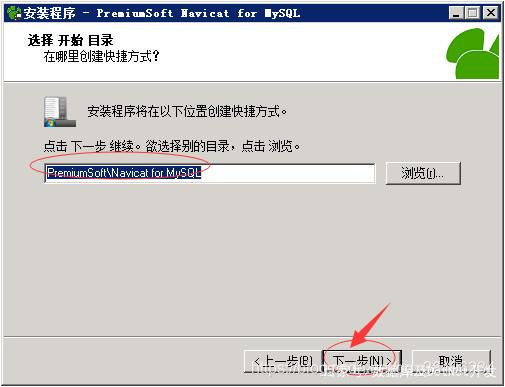 安装程序 - PremiumSoft Navicat for MySQL
选择 开始 目录
在哪里创建快捷方式?
安装程序将在以下位置创建快捷方式。
点击 下一步 继续。欲选择别的目录，点击 浏览。
PremiumSoft\Navicat for MySQL
浏览(r)...
< 上一步(B) 下一步(N) > 取消